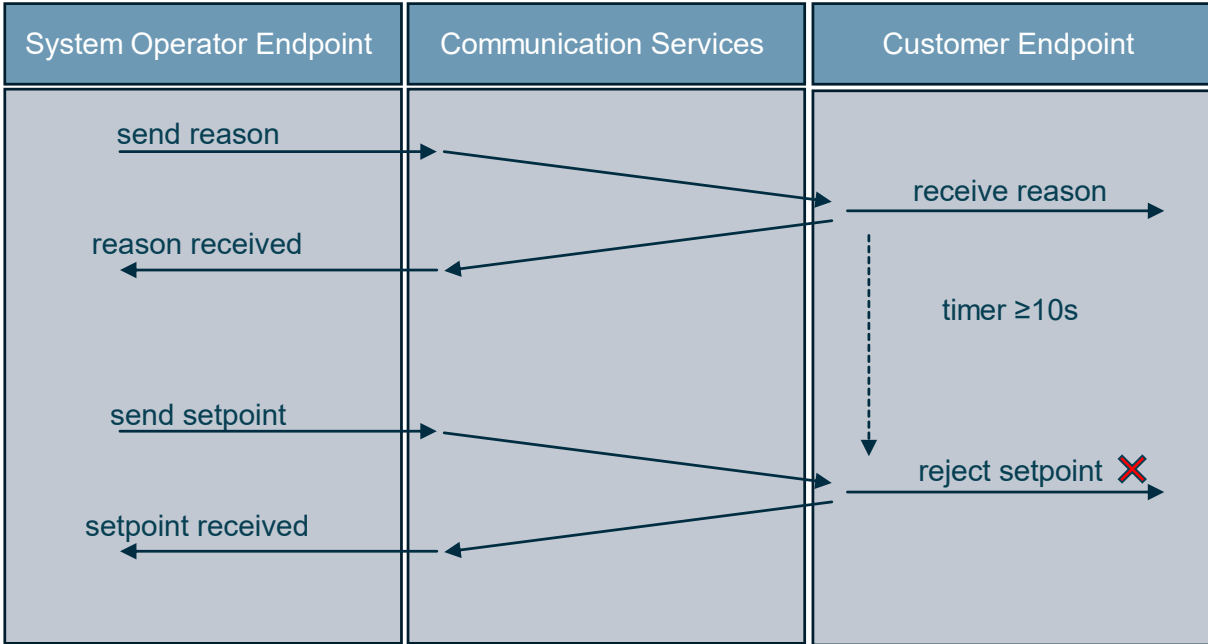 System Operator Endpoint
Communication Services
Customer Endpoint
send reason
receive reason
reason received
timer ≥10s
send setpoint
reject setpoint
setpoint received